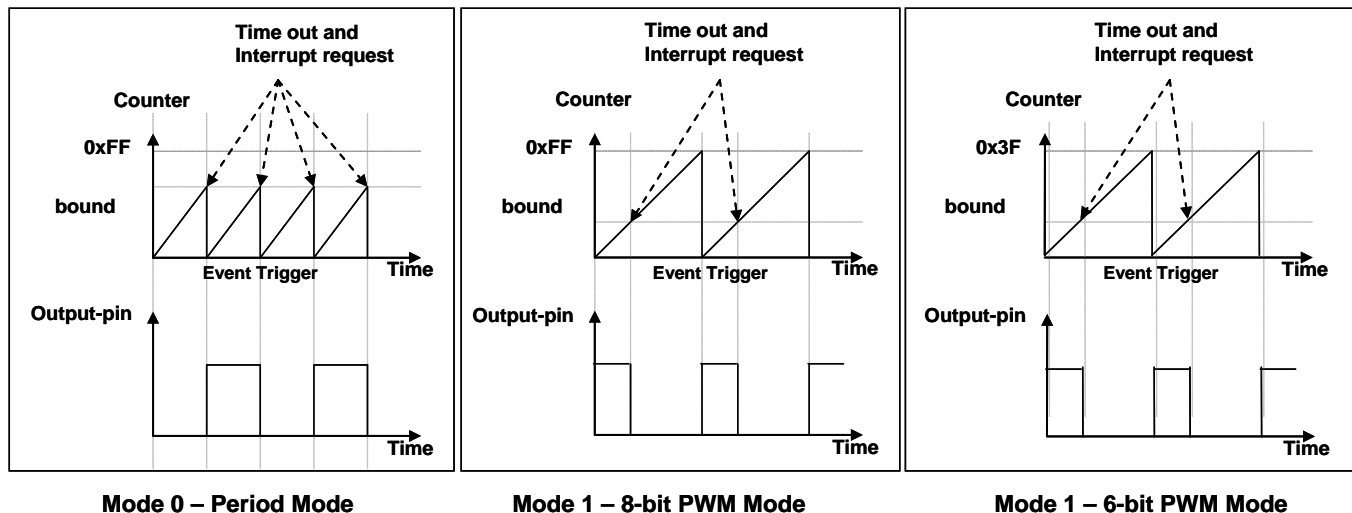 Time out and
Interrupt request
Counter
0xFF
bound
Event Trigger
Time
Output-pin
Time
Mode 0 – Period Mode
Time out and
Interrupt request
Counter
0xFF
bound
Event Trigger
Time
Output-pin
Time
Mode 1 – 8-bit PWM Mode
Time out and
Interrupt request
Counter
0x3F
bound
Event Trigger
Time
Output-pin
Time
Mode 1 – 6-bit PWM Mode